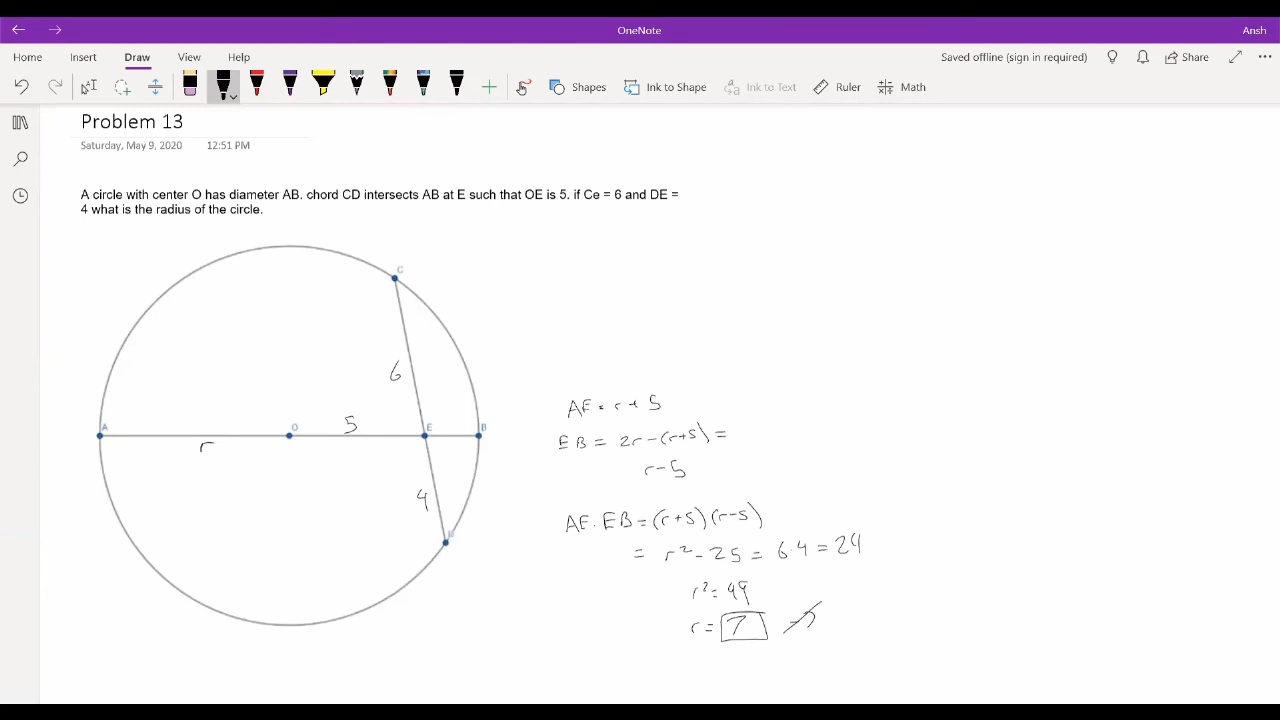 OneNote
Ansh
Home Insert Draw View Help
Saved offline (sign in required) Share
Shapes Ink to Shape Ink to Text Ruler Math
Problem 13
Saturday, May 9, 2020 12:51 PM
A circle with center O has diameter AB. chord CD intersects AB at E such that OE is 5. if Ce = 6 and DE =
4 what is the radius of the circle.
C
6
A O 5 E B
r
4
D
AE = r + 5
EB = 2r-(r+5) =
r-5
AE · EB = (r+5)(r-5)
= r² - 25 = 6·4 = 24
r² = 49
r = 7 -7